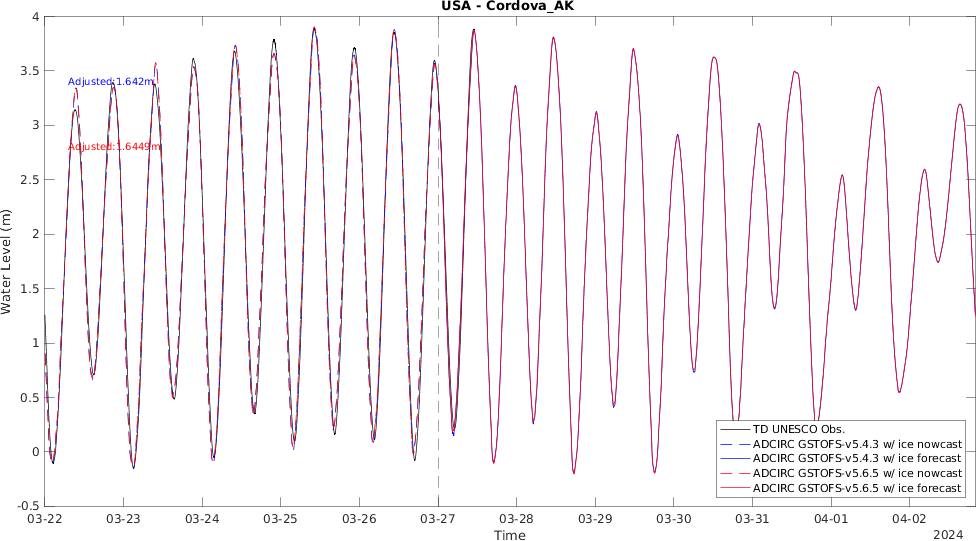 USA - Cordova_AK
4
3.5
3
2.5
2
1.5
1
0.5
0
-0.5
Water Level (m)
Adjusted:1.642m
Adjusted:1.6449m
TD UNESCO Obs.
ADCIRC GSTOFS-v5.4.3 w/ ice nowcast
ADCIRC GSTOFS-v5.4.3 w/ ice forecast
ADCIRC GSTOFS-v5.6.5 w/ ice nowcast
ADCIRC GSTOFS-v5.6.5 w/ ice forecast
03-22 03-23 03-24 03-25 03-26 03-27 03-28 03-29 03-30 03-31 04-01 04-02
Time
2024